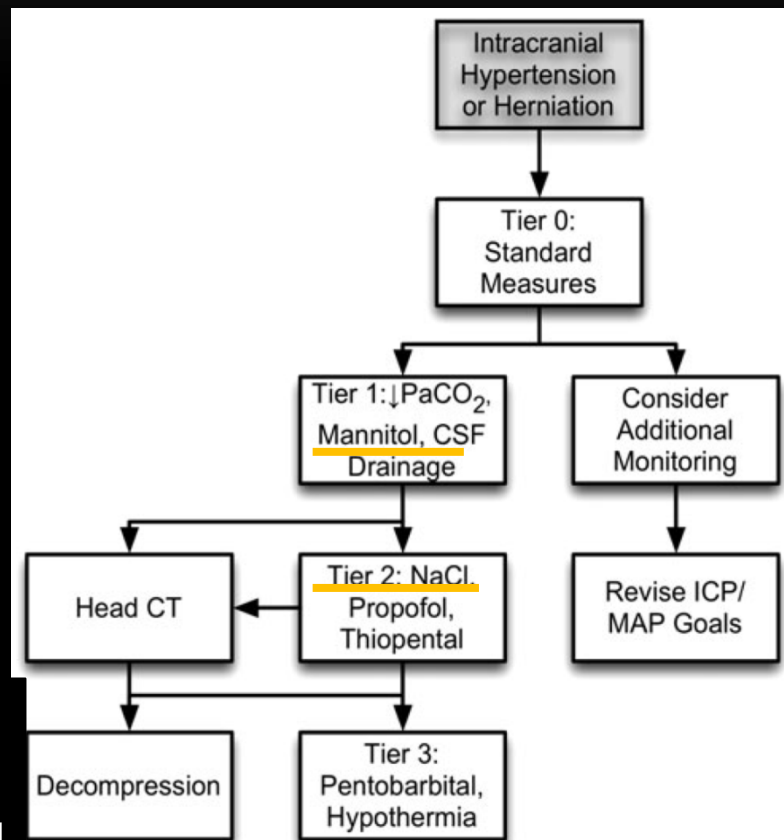 Intracranial
Hypertension
or Herniation
Tier 0:
Standard
Measures
Tier 1:↓PaCO₂,
Mannitol, CSF
Drainage
Consider
Additional
Monitoring
Head CT
Tier 2: NaCl,
Propofol,
Thiopental
Revise ICP/
MAP Goals
Decompression
Tier 3:
Pentobarbital,
Hypothermia